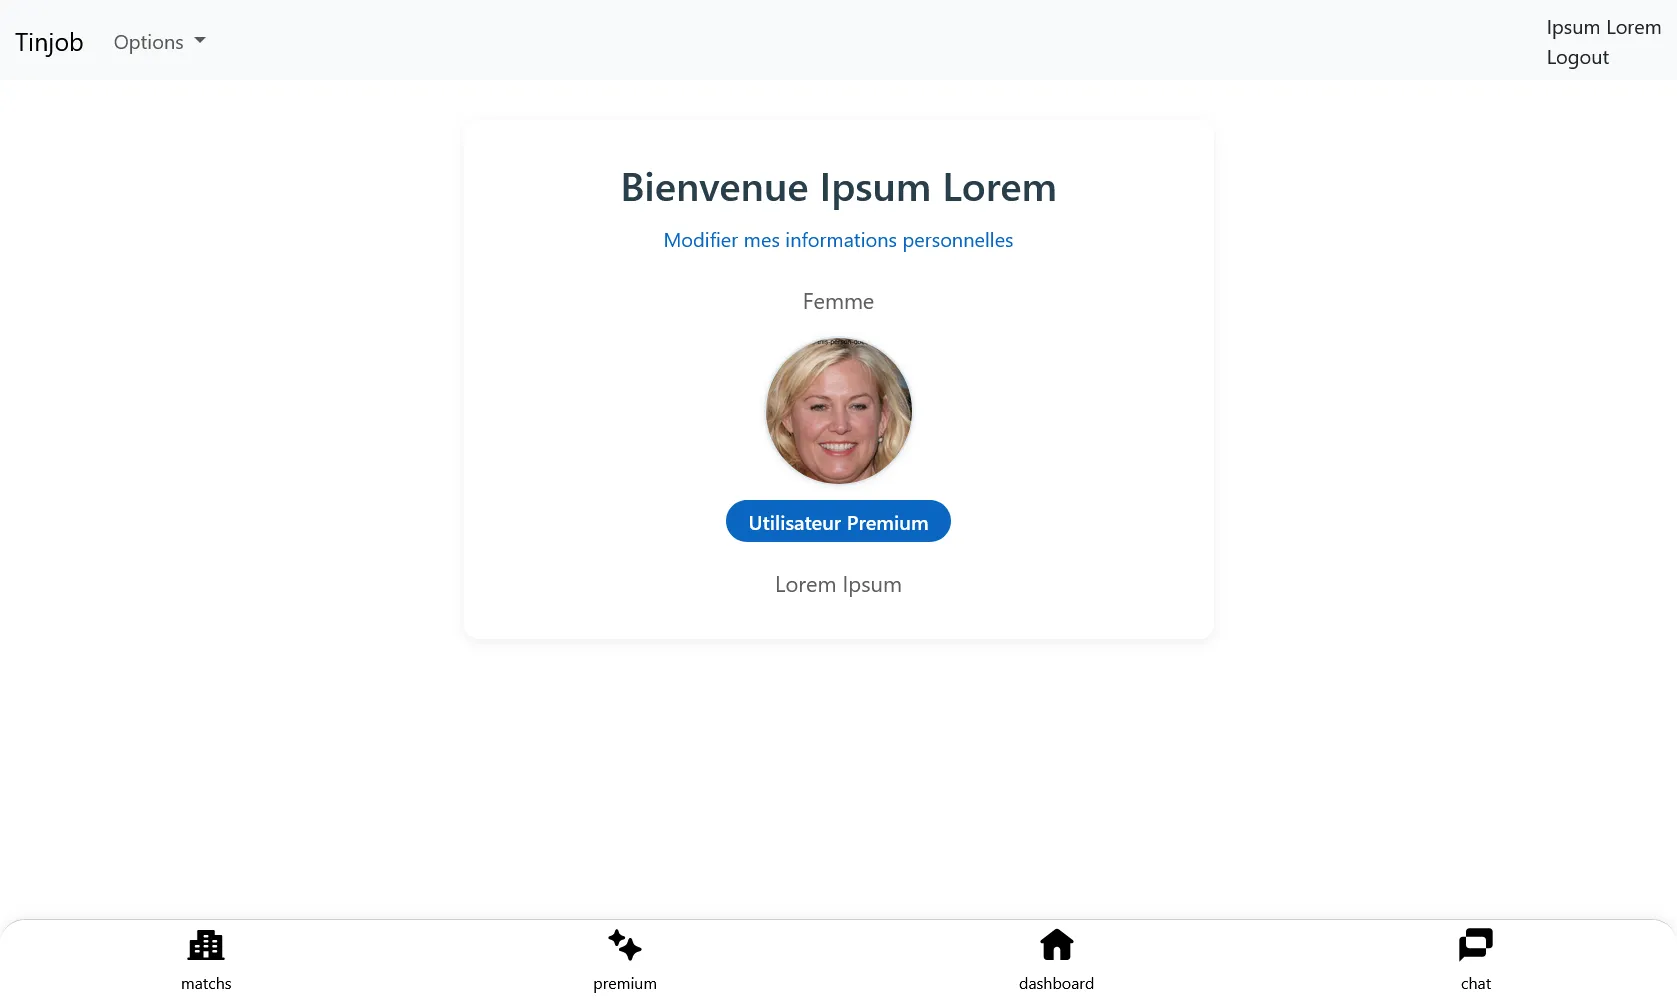 Tinjob
Options
Ipsum Lorem
Logout
Bienvenue Ipsum Lorem
Modifier mes informations personnelles
Femme
Utilisateur Premium
Lorem Ipsum
matchs
premium
dashboard
chat